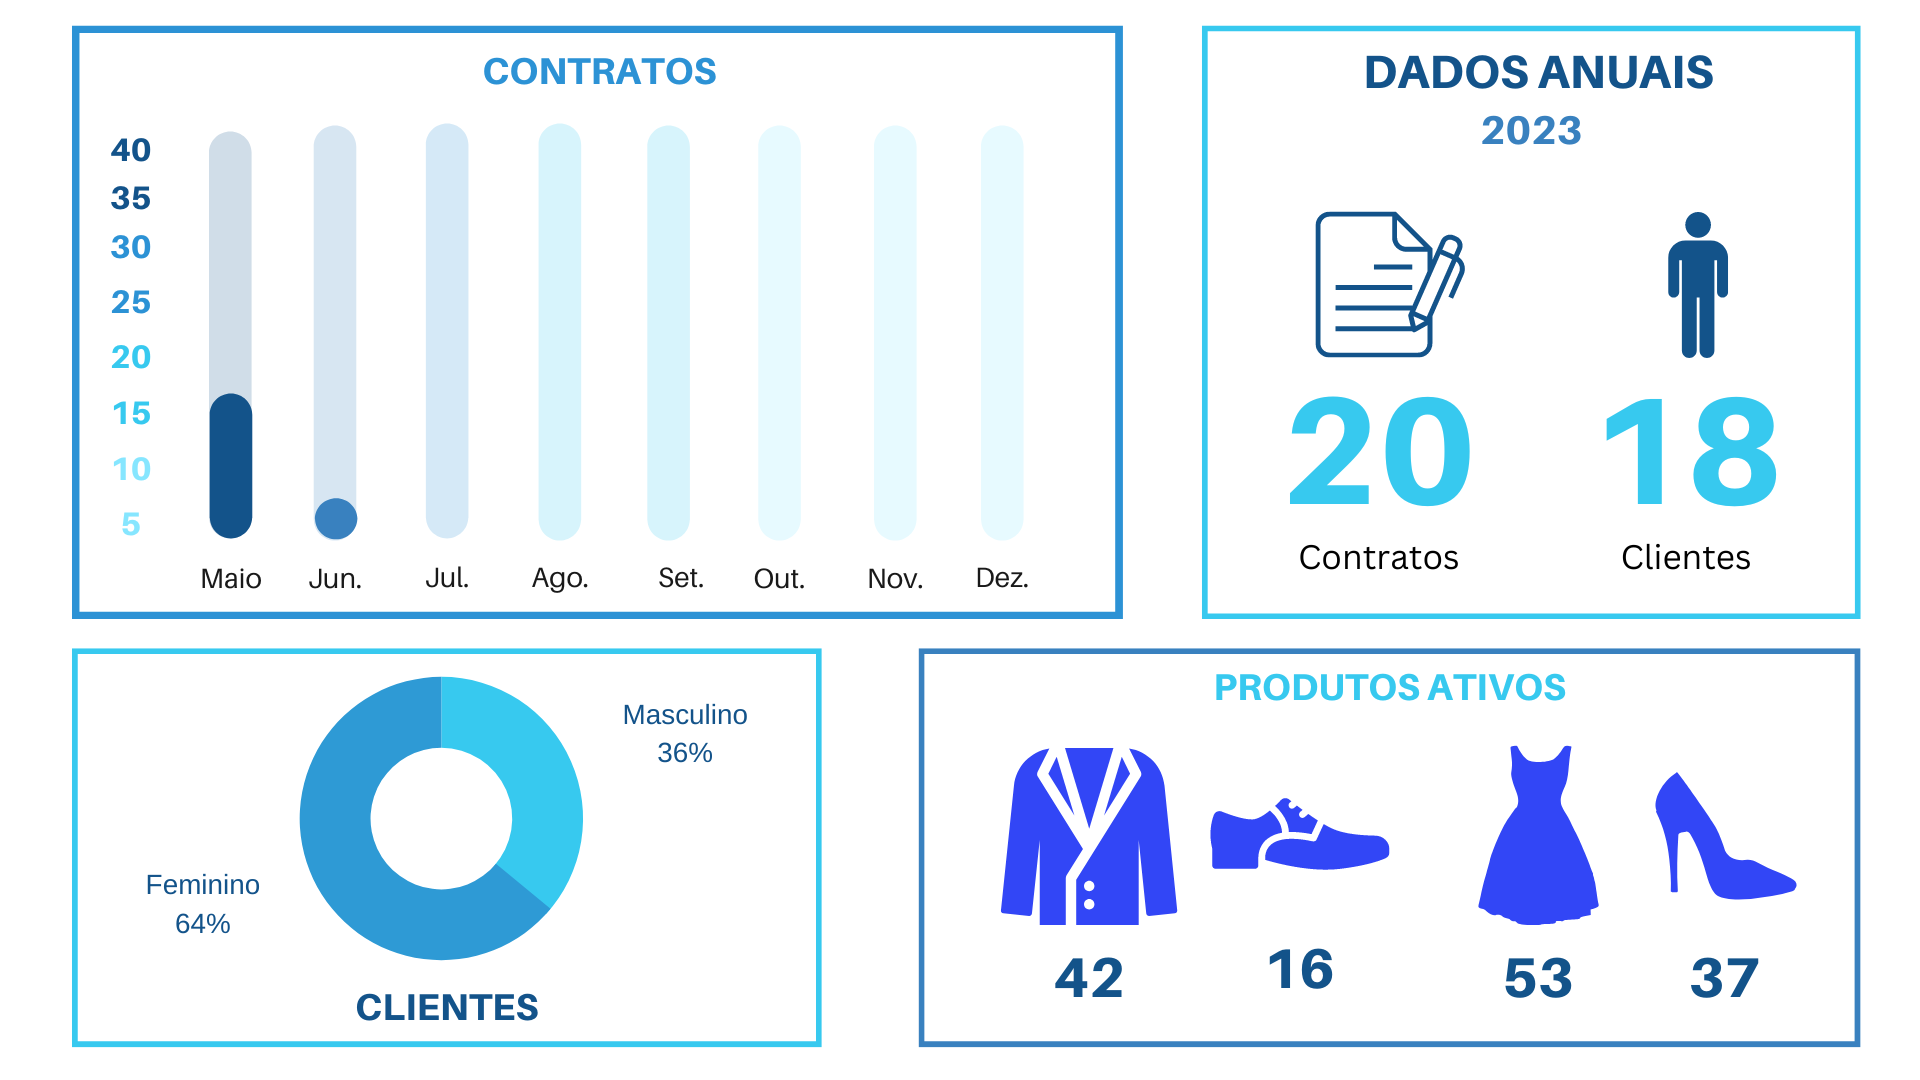 CONTRATOS
40
35
30
25
20
15
10
5
Maio Jun. Jul. Ago. Set. Out. Nov. Dez.
DADOS ANUAIS
2023
20 18
Contratos Clientes
Masculino
36%
Feminino
64%
CLIENTES
PRODUTOS ATIVOS
42 16 53 37